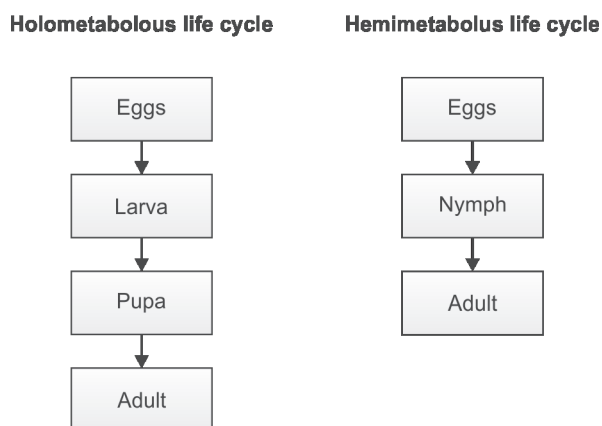 Holometabolous life cycle
Eggs
Larva
Pupa
Adult
Hemimetabolus life cycle
Eggs
Nymph
Adult